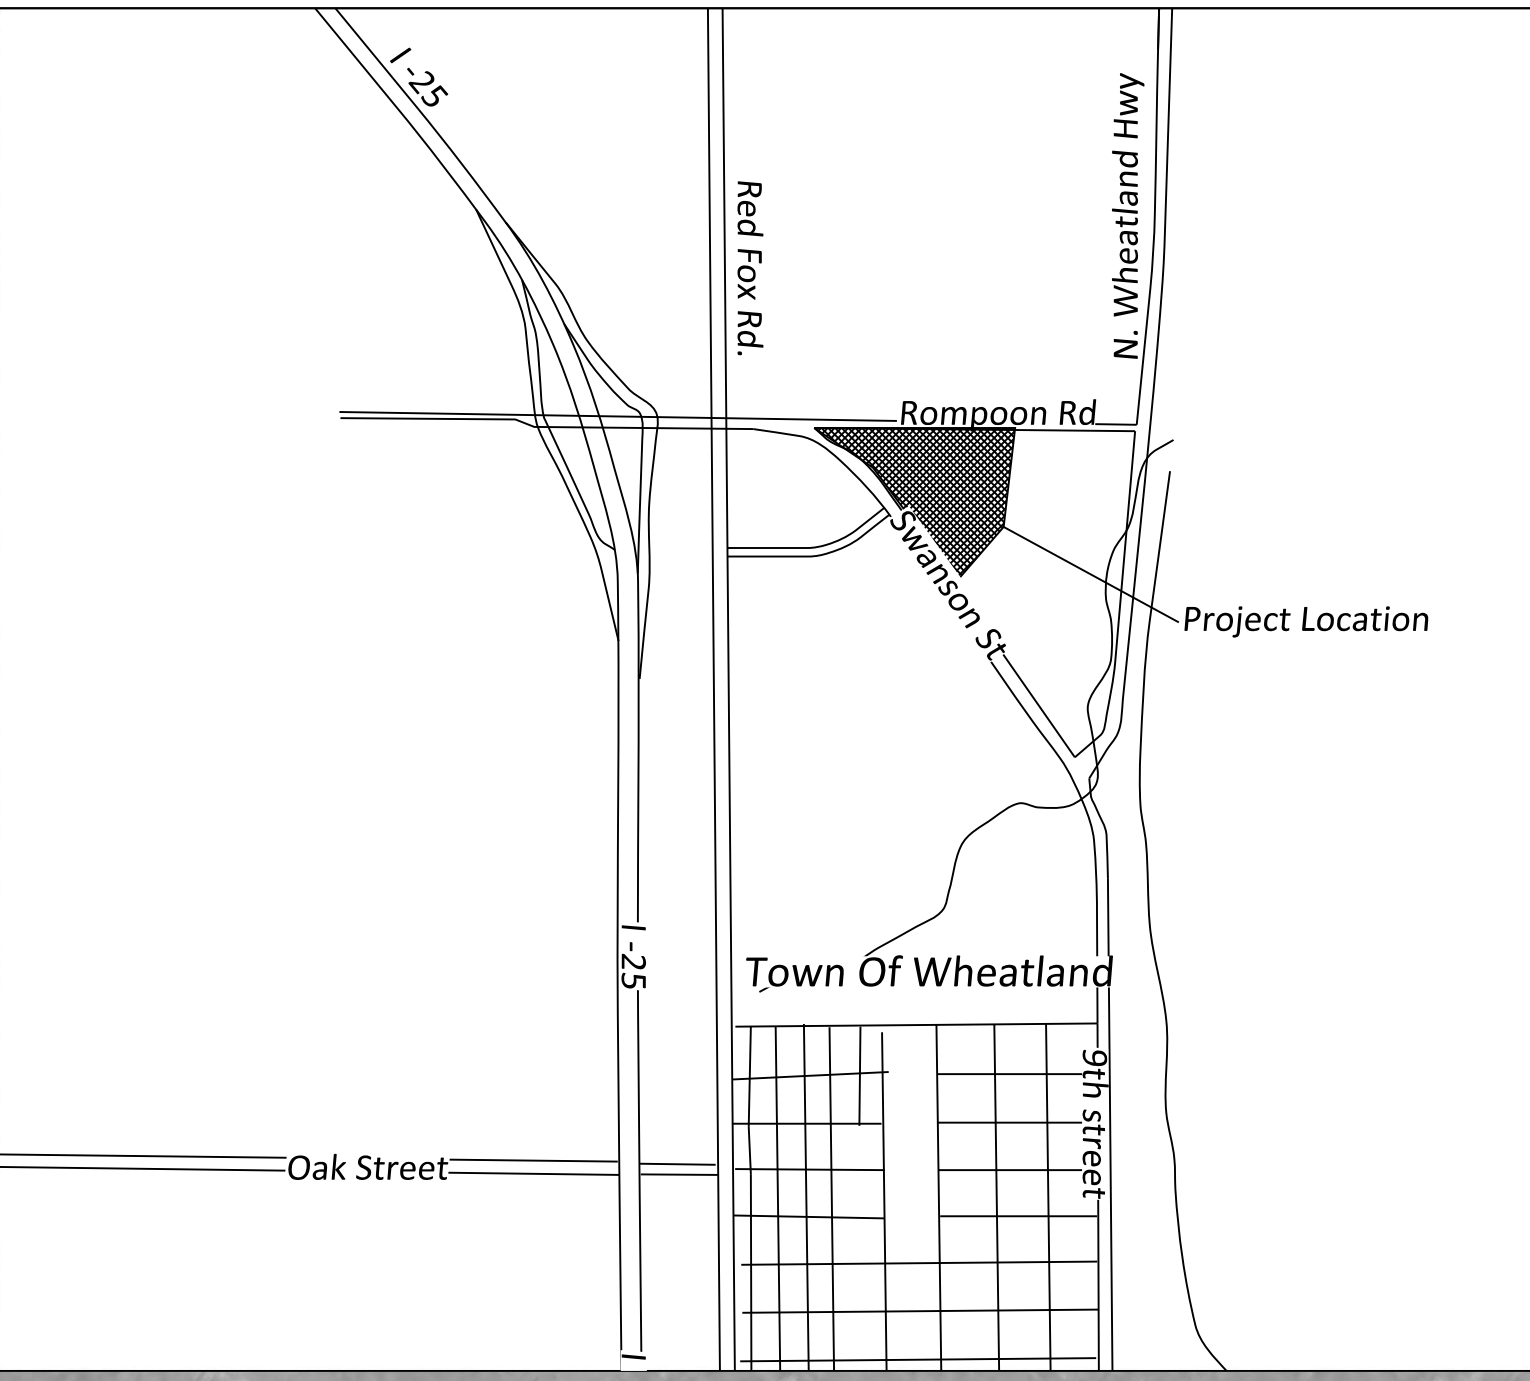 I -25
N. Wheatland Hwy
Red Fox Rd.
Rompoon Rd
Swanson St
Project Location
I -25
Town Of Wheatland
9th street
Oak Street
I